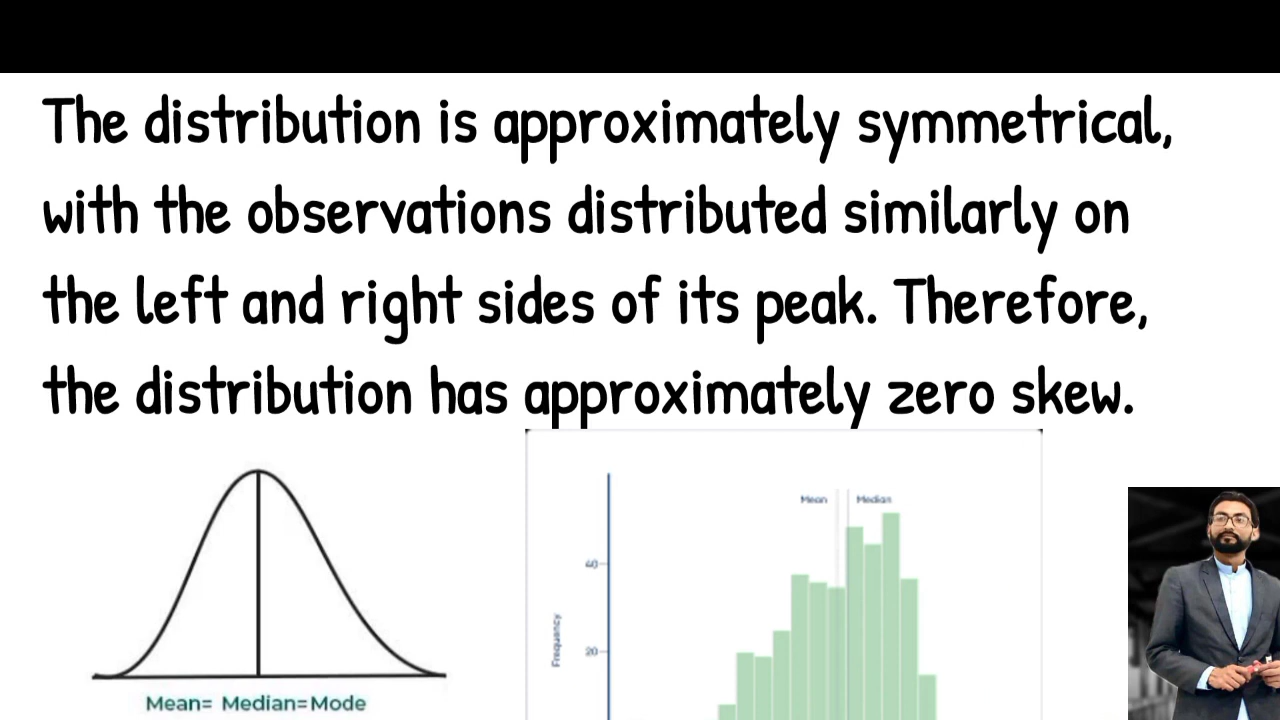 The distribution is approximately symmetrical,
with the observations distributed similarly on
the left and right sides of its peak. Therefore,
the distribution has approximately zero skew.
Mean Median
40
Frequency
20
Mean= Median=Mode